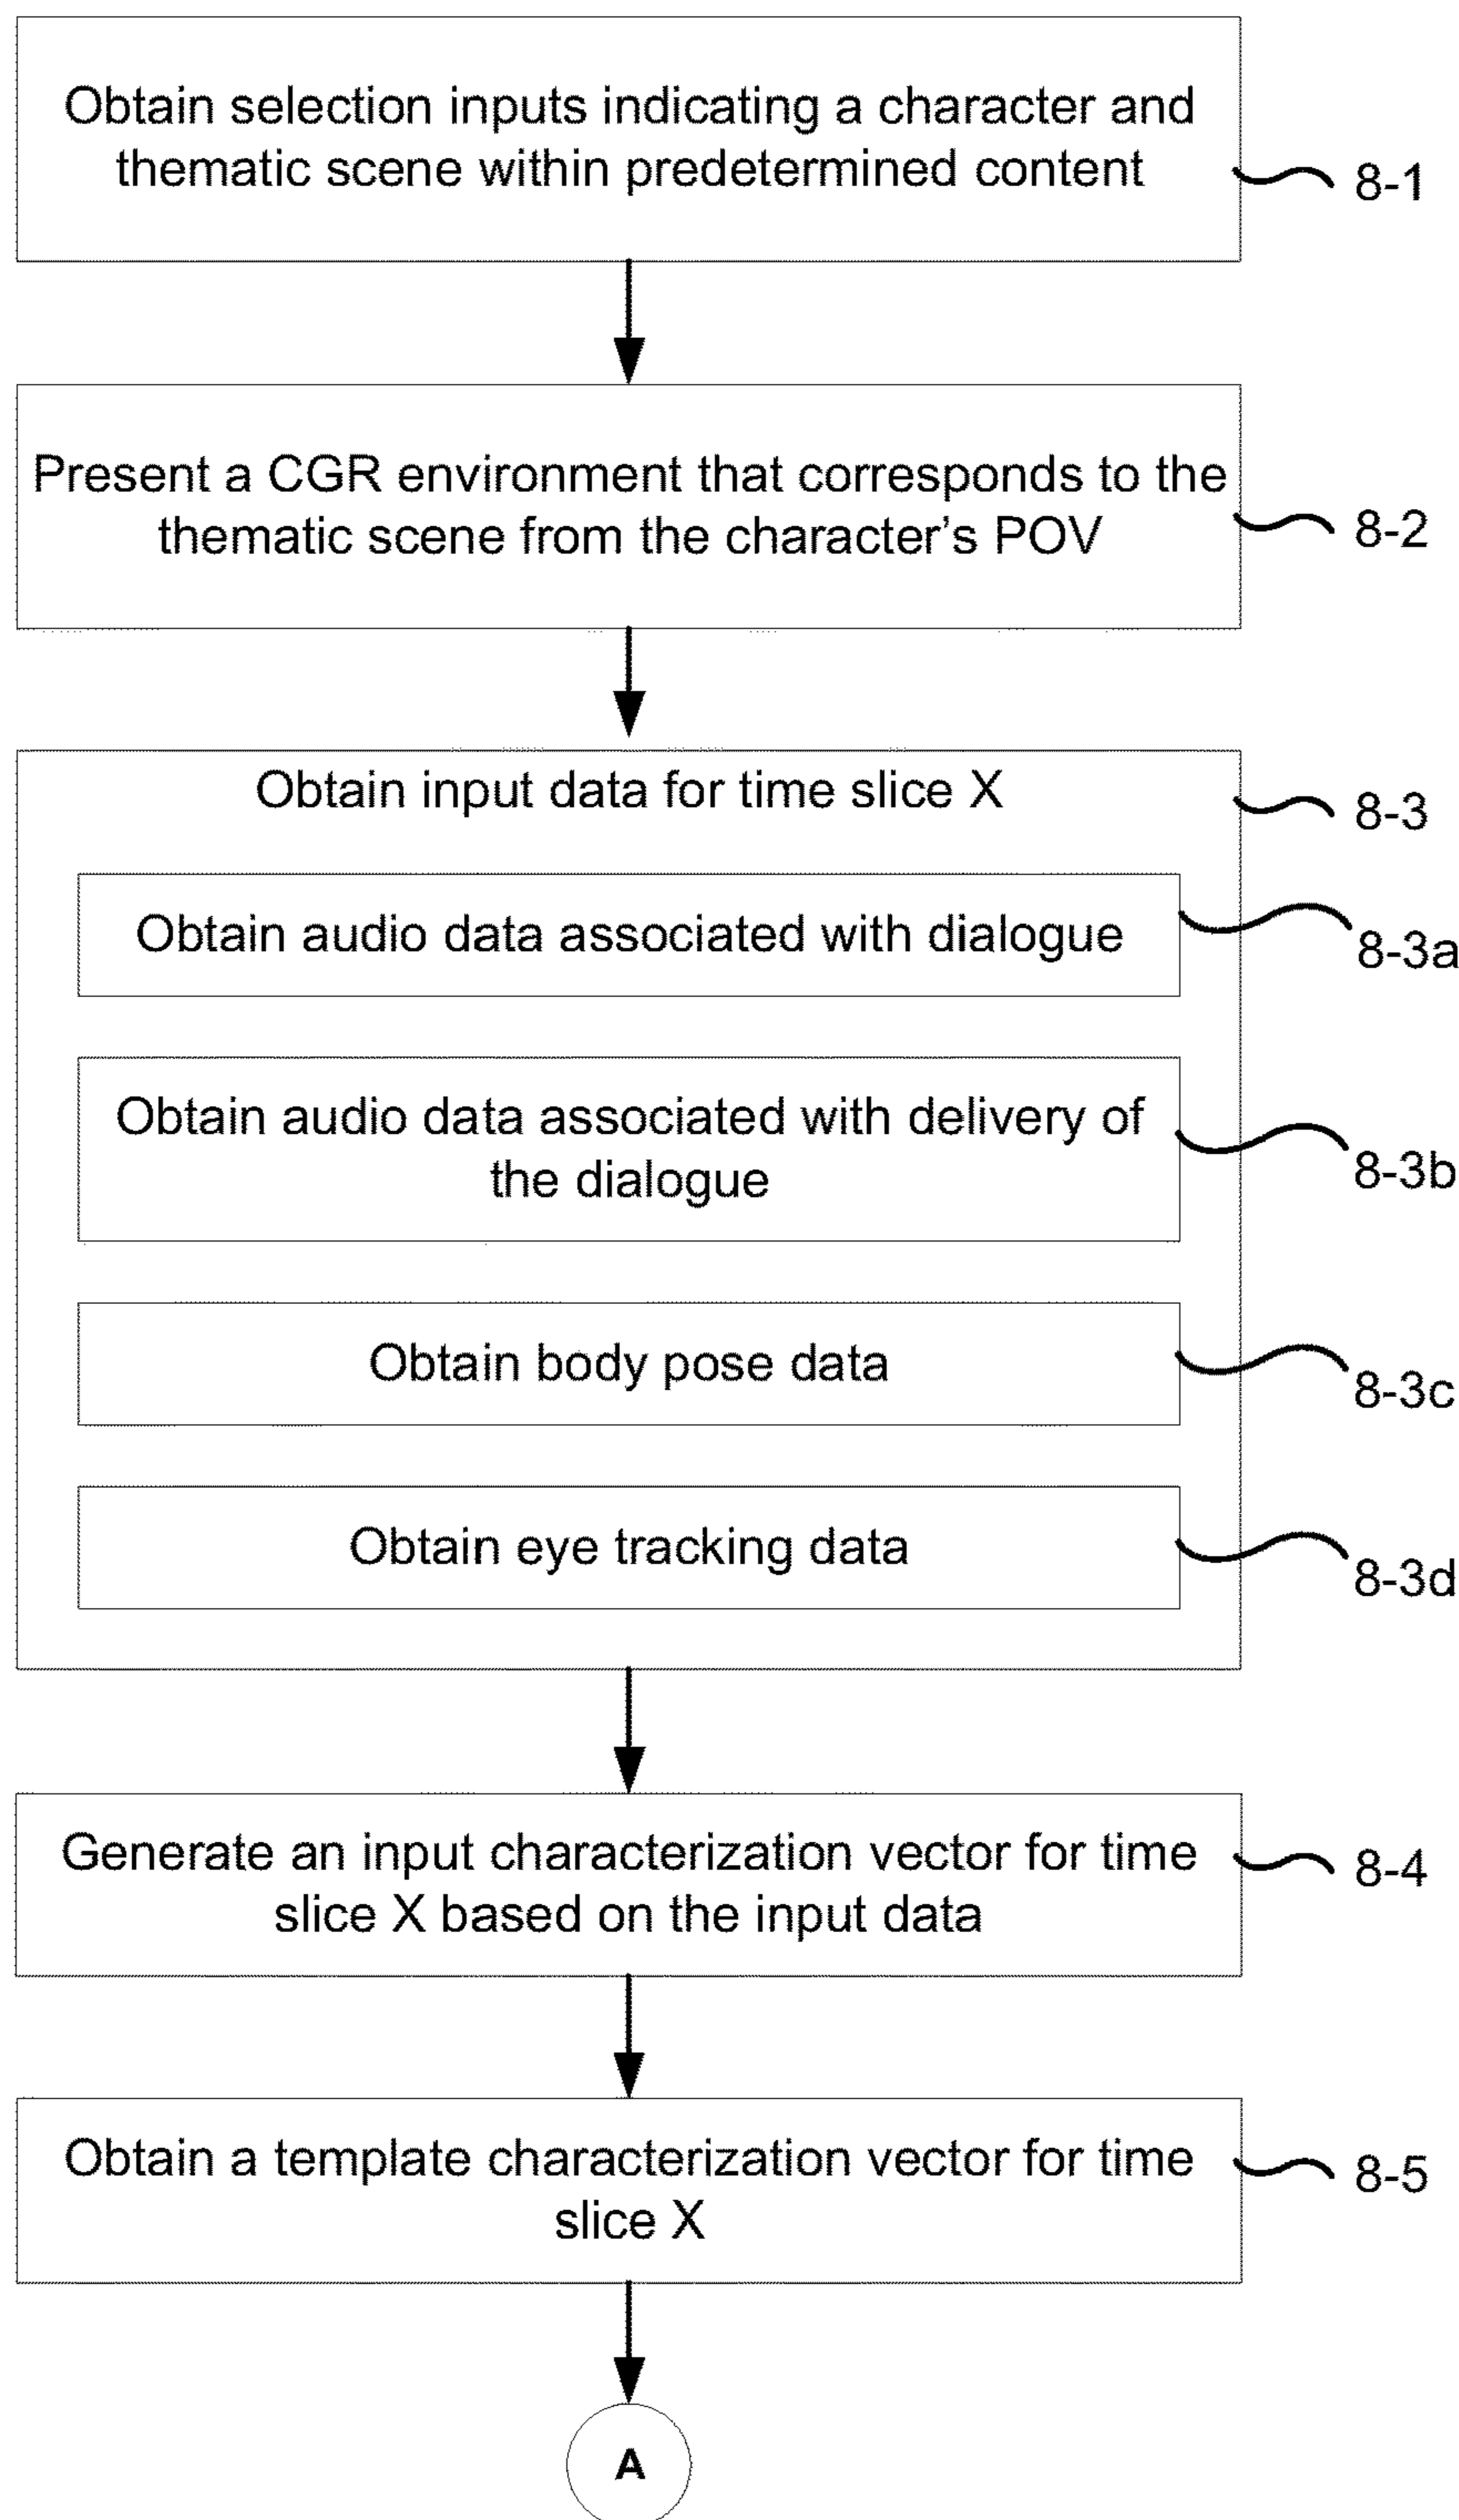 Obtain selection inputs indicating a character and
thematic scene within predetermined content
8-1
Present a CGR environment that corresponds to the
thematic scene from the character's POV
8-2
Obtain input data for time slice X
8-3
Obtain audio data associated with dialogue
8-3a
Obtain audio data associated with delivery of
the dialogue
8-3b
Obtain body pose data
8-3c
Obtain eye tracking data
8-3d
Generate an input characterization vector for time
slice X based on the input data
8-4
Obtain a template characterization vector for time
slice X
8-5
A